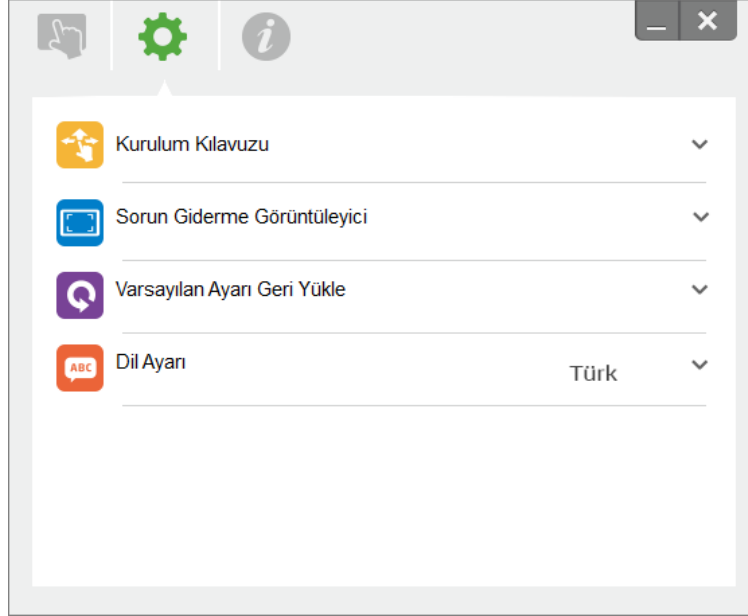 Kurulum Kılavuzu
Sorun Giderme Görüntüleyici
Varsayılan Ayarı Geri Yükle
ABC
Dil Ayarı
Türk